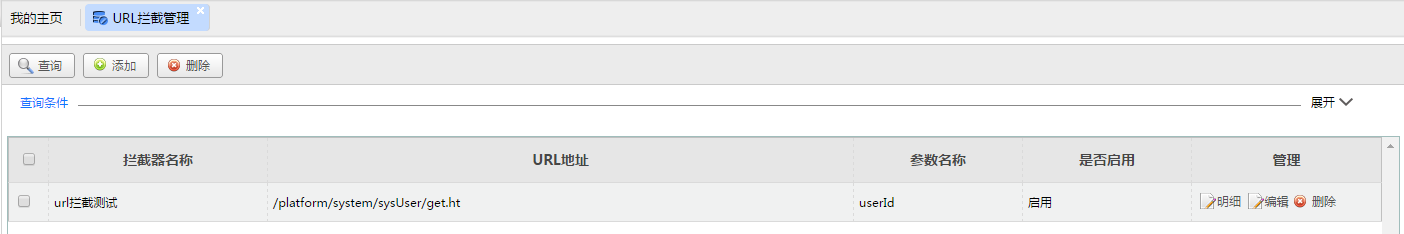 我的主页 URL拦截管理
查询 添加 删除
查询条件 展开
拦截器名称 URL地址 参数名称 是否启用 管理
url拦截测试 /platform/system/sysUser/get.ht userId 启用 明细 编辑 删除